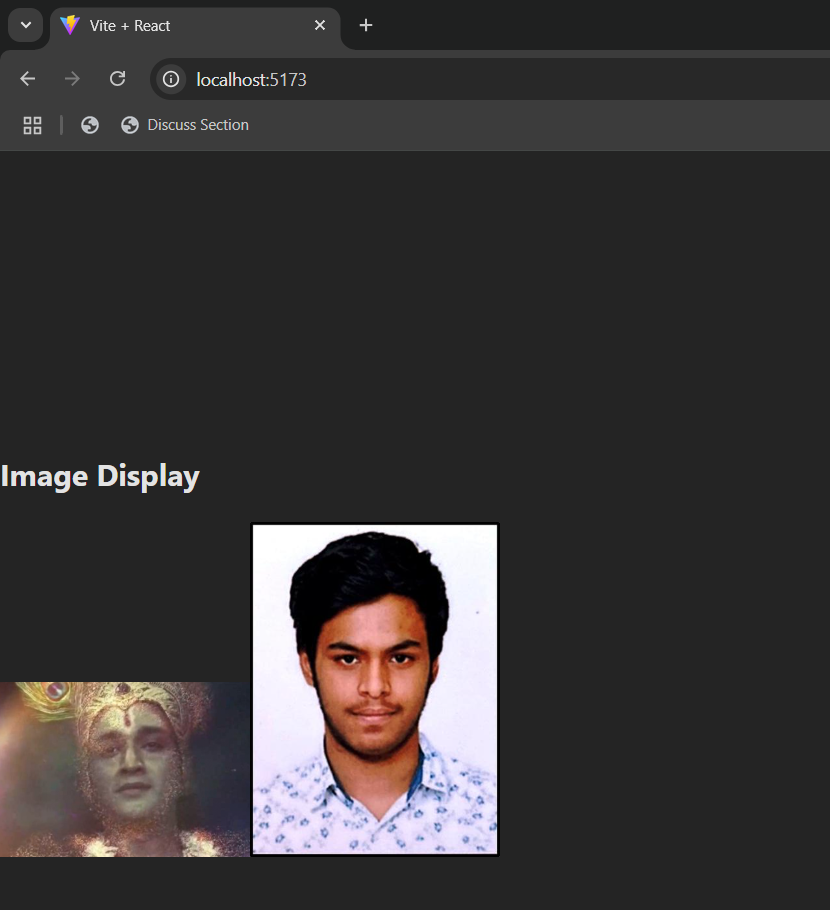 Vite + React
localhost:5173
Discuss Section
Image Display